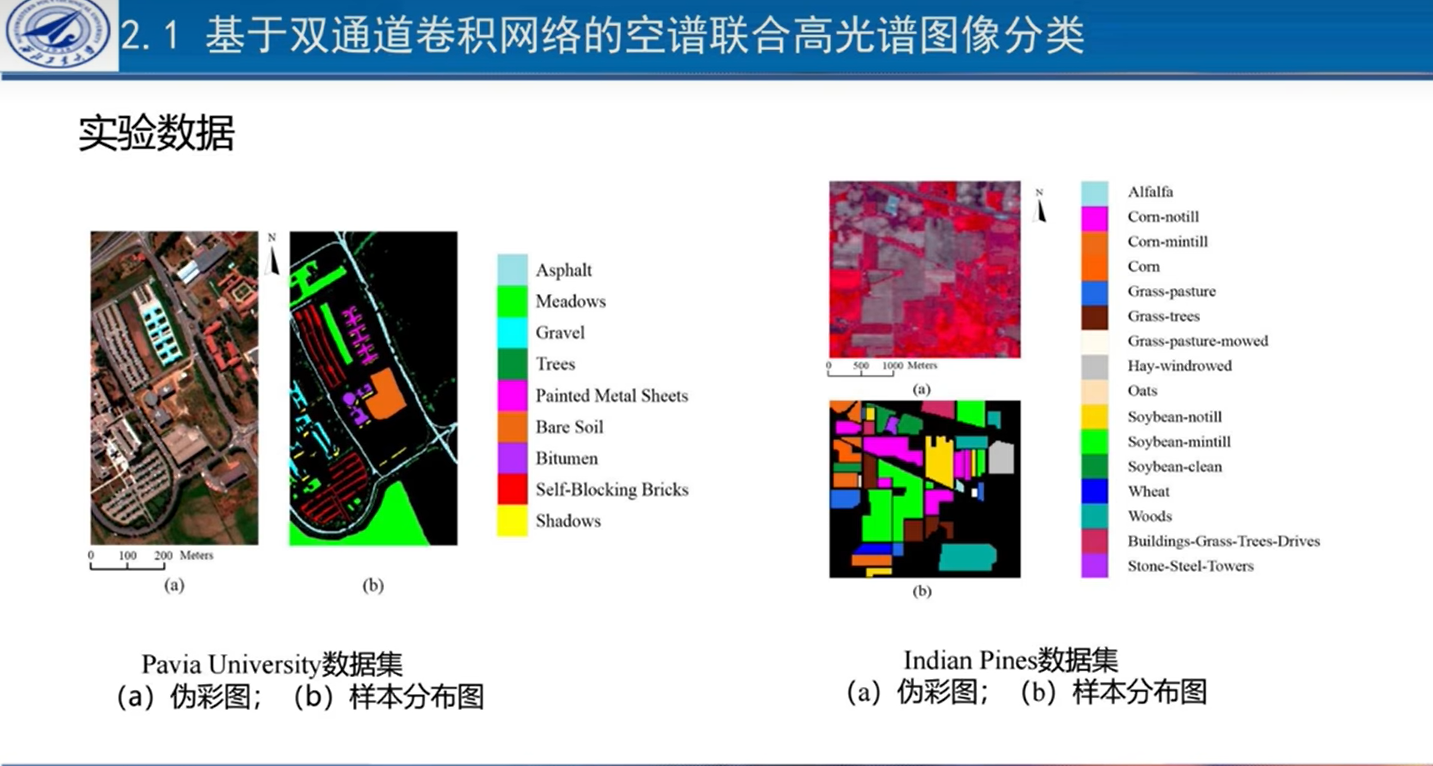 2.1 基于双通道卷积网络的空谱联合高光谱图像分类
实验数据
N
Asphalt
Meadows
Gravel
Trees
Painted Metal Sheets
Bare Soil
Bitumen
Self-Blocking Bricks
Shadows
0 100 200 Meters
(a)
(b)
Pavia University数据集
（a）伪彩图；（b）样本分布图
N
0 500 1000 Meters
(a)
(b)
Alfalfa
Corn-notill
Corn-mintill
Corn
Grass-pasture
Grass-trees
Grass-pasture-mowed
Hay-windrowed
Oats
Soybean-notill
Soybean-mintill
Soybean-clean
Wheat
Woods
Buildings-Grass-Trees-Drives
Stone-Steel-Towers
Indian Pines数据集
（a）伪彩图；（b）样本分布图